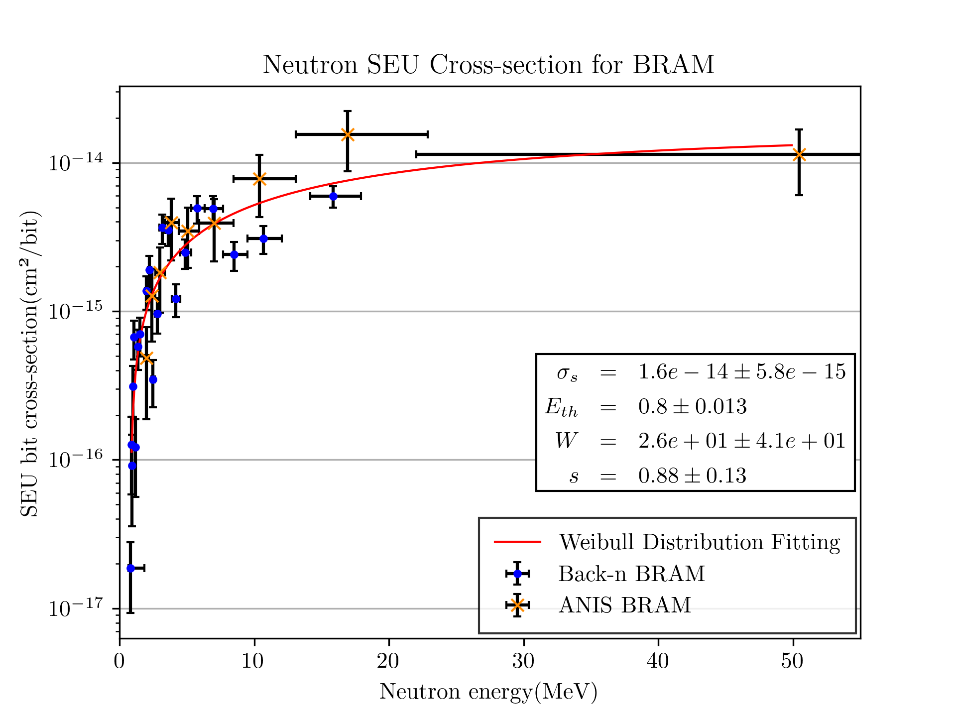 Neutron SEU Cross-section for BRAM
SEU bit cross-section(cm²/bit)
10⁻¹⁴
10⁻¹⁵
10⁻¹⁶
10⁻¹⁷
σₛ = 1.6e − 14 ± 5.8e − 15
E_{th} = 0.8 ± 0.013
W = 2.6e + 01 ± 4.1e + 01
s = 0.88 ± 0.13
Weibull Distribution Fitting
Back-n BRAM
ANIS BRAM
0 10 20 30 40 50
Neutron energy(MeV)